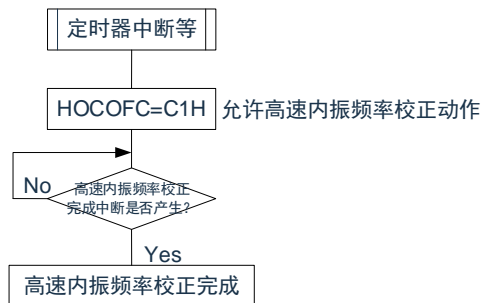 定时器中断等
HOCOFC=C1H 允许高速内振频率校正动作
No
高速内振频率校正
完成中断是否产生?
Yes
高速内振频率校正完成